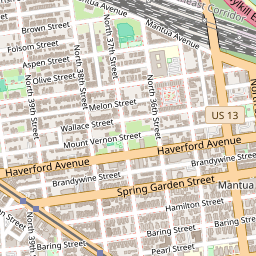 Mantua Avenue
Mantua Avenue
Brown Street
Folsom Street
Aspen Street
Olive Street
North 38th Street
North 37th Street
North 36th Street
North 39th Street
Melon Street
Wallace Street
Mount Vernon Street
US 13
Haverford Avenue
Haverford Avenue
Brandywine Street
Brandywine Street
Spring Garden Street
Mantua
Hamilton Street
Baring Street
Baring Street
Pearl Street